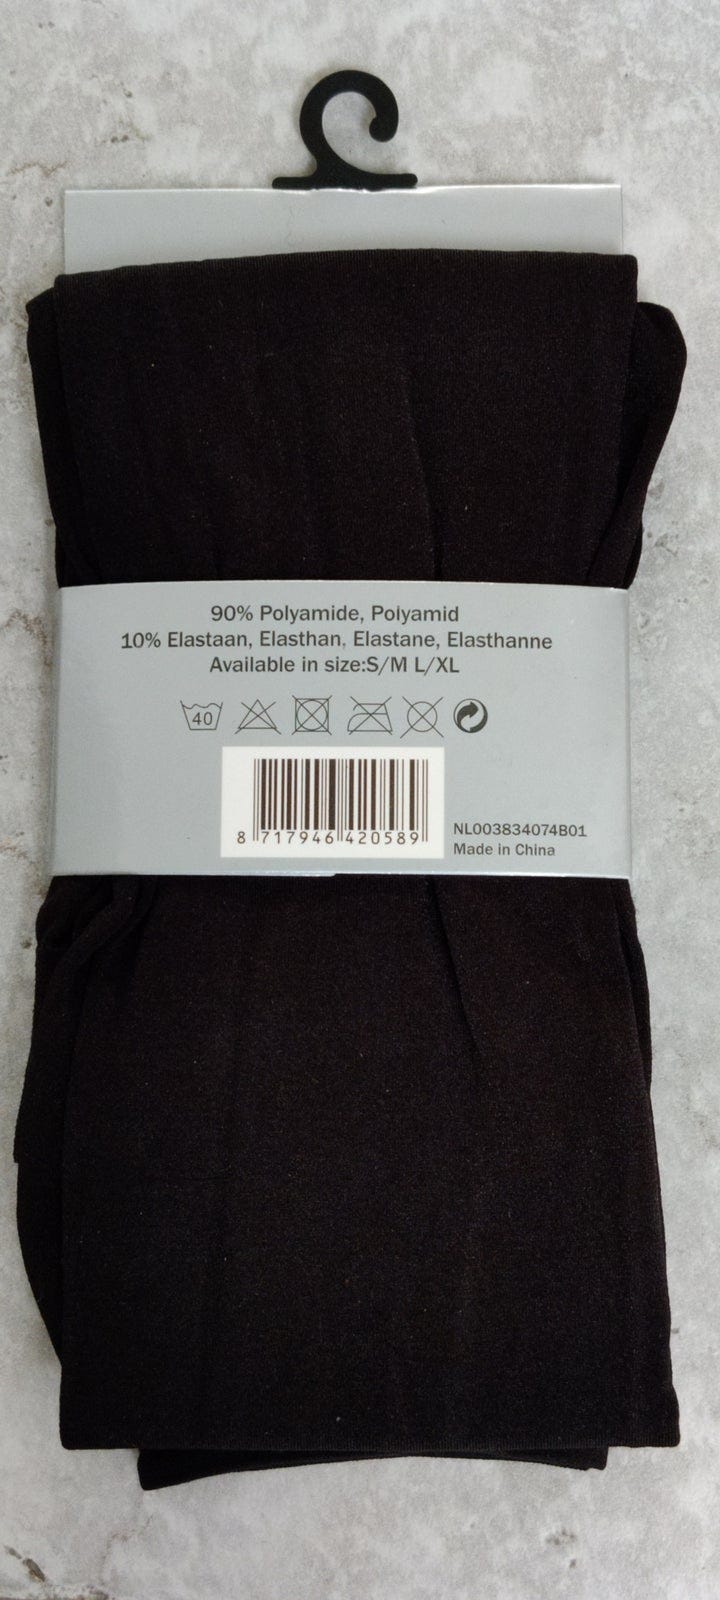 90% Polyamide, Polyamid
10% Elastaan, Elasthan, Elastane, Elasthanne
Available in size:S/M L/XL
40
8 717946 420589
NL003834074B01
Made in China